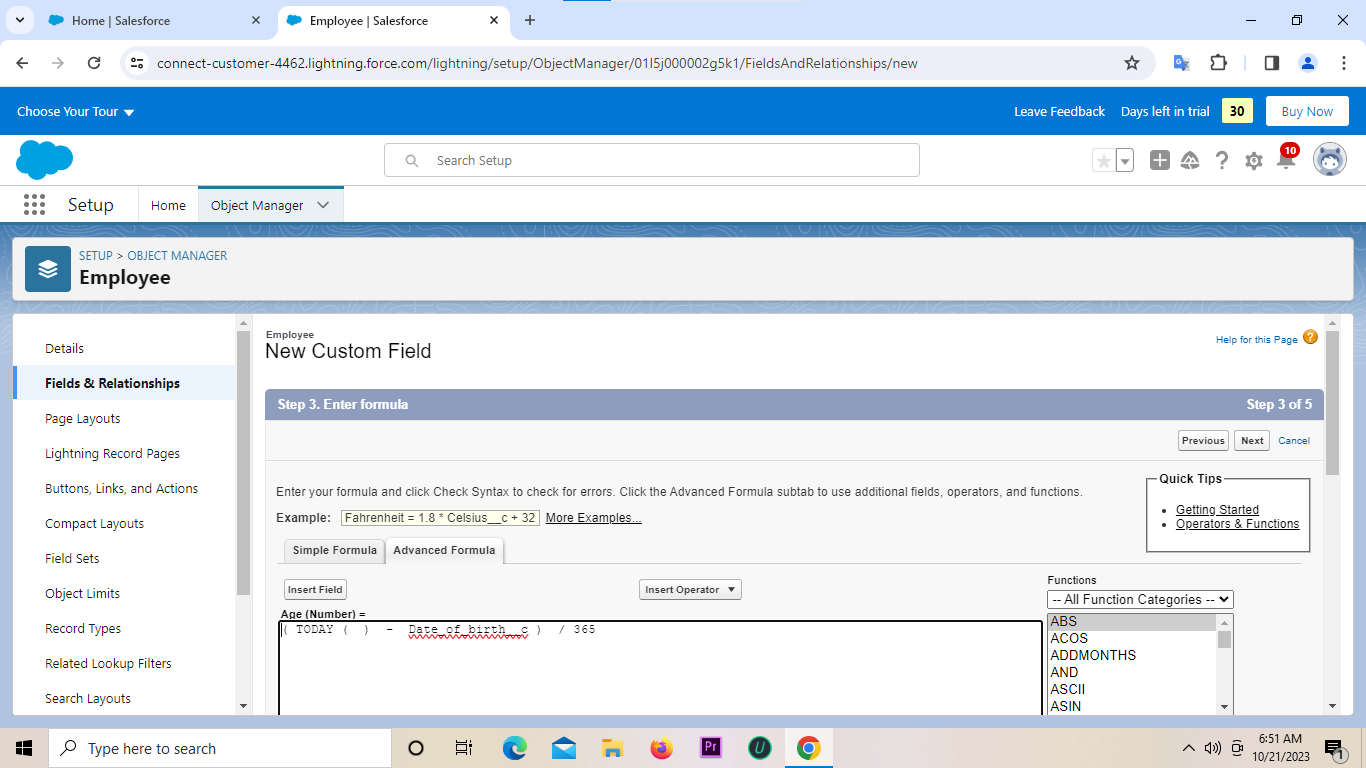 Home | Salesforce
Employee | Salesforce
connect-customer-4462.lightning.force.com/lightning/setup/ObjectManager/01I5j000002g5k1/FieldsAndRelationships/new
Choose Your Tour
Leave Feedback
Days left in trial
30
Buy Now
Search Setup
10
Setup
Home
Object Manager
SETUP > OBJECT MANAGER
Employee
Details
Fields & Relationships
Page Layouts
Lightning Record Pages
Buttons, Links, and Actions
Compact Layouts
Field Sets
Object Limits
Record Types
Related Lookup Filters
Search Layouts
Employee
New Custom Field
Help for this Page ?
Step 3. Enter formula
Step 3 of 5
Previous
Next
Cancel
Enter your formula and click Check Syntax to check for errors. Click the Advanced Formula subtab to use additional fields, operators, and functions.
Example: Fahrenheit = 1.8 * Celsius__c + 32 More Examples...
Quick Tips
• Getting Started
• Operators & Functions
Simple Formula
Advanced Formula
Insert Field
Insert Operator
Age (Number) =
( TODAY ( ) - Date_of_birth__c ) / 365
Functions
-- All Function Categories --
ABS
ACOS
ADDMONTHS
AND
ASCII
ASIN
Type here to search
Pr
U
6:51 AM
10/21/2023
1